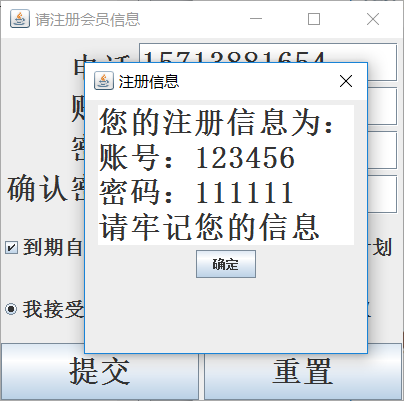 请注册会员信息
电话 15713881654
注册信息
您的注册信息为：
账号：123456
密码：111111
请牢记您的信息
确定
确认密
到期自
划
我接受
提交
重置